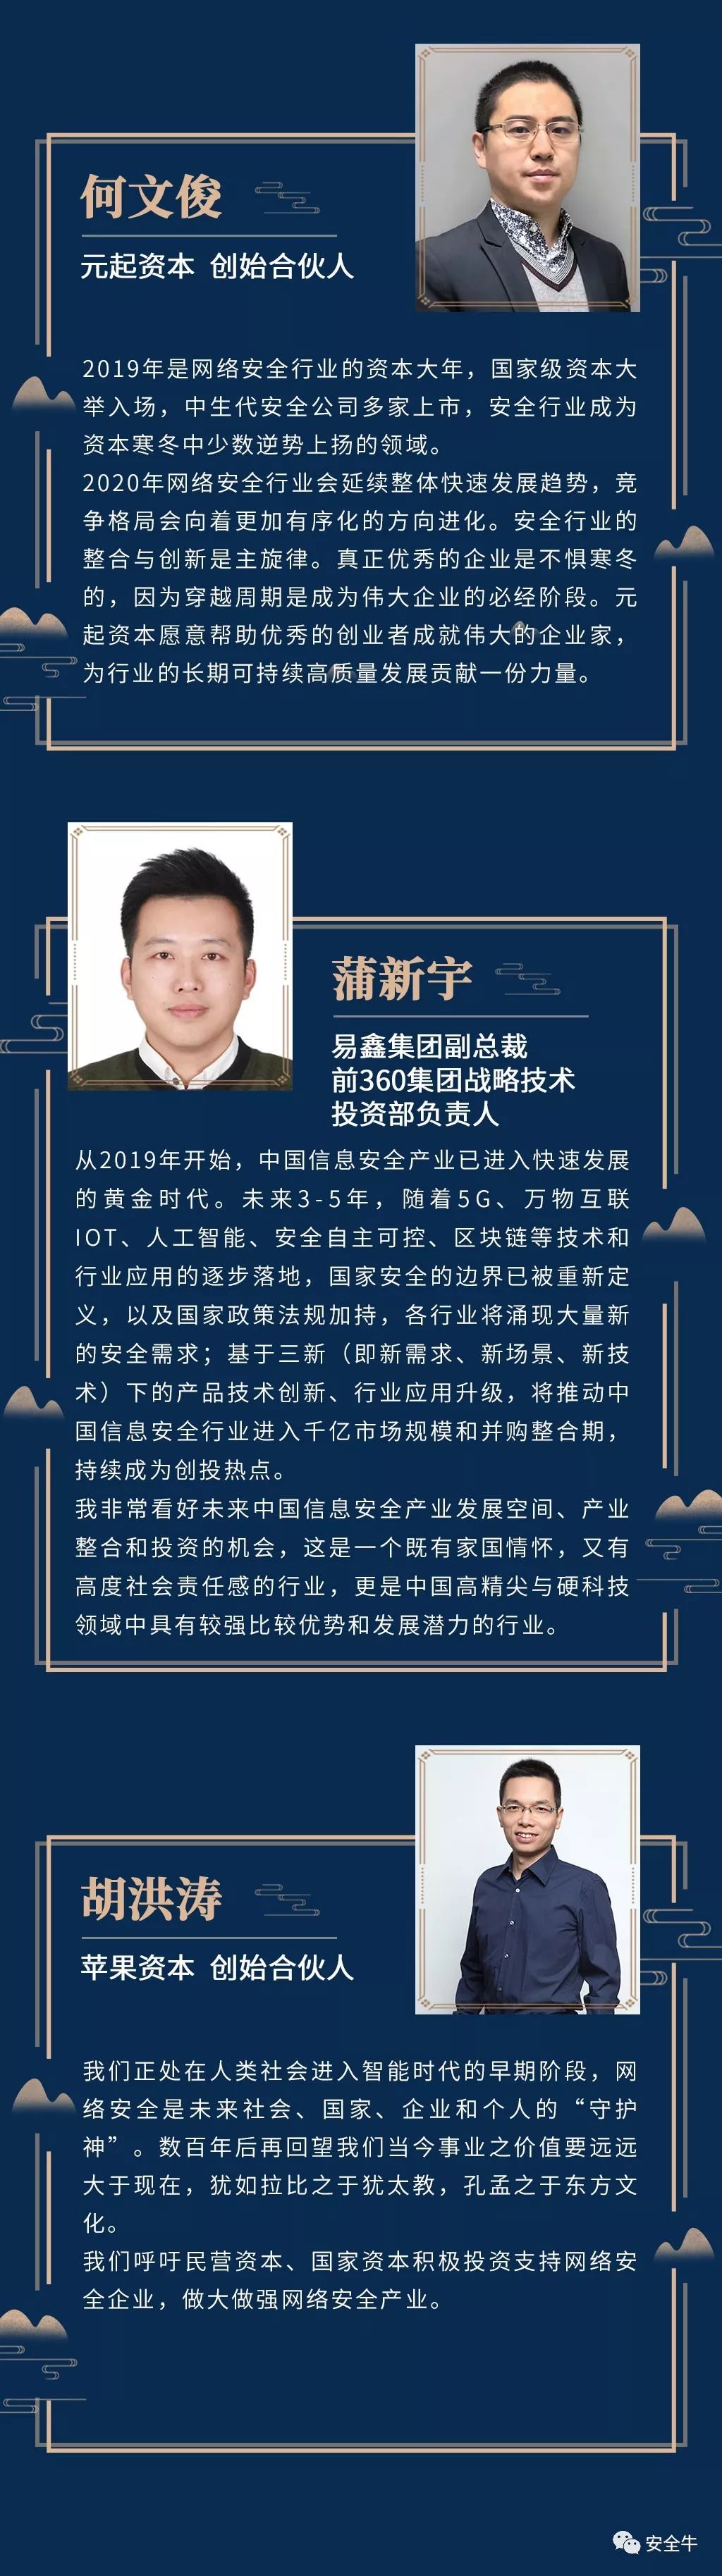 何文俊
元起资本 创始合伙人
2019年是网络安全行业的资本大年，国家级资本大
举入场，中生代安全公司多家上市，安全行业成为
资本寒冬中少数逆势上扬的领域。
2020年网络安全行业会延续整体快速发展趋势，竞
争格局会向着更加有序化的方向进化。安全行业的
整合与创新是主旋律。真正优秀的企业是不惧寒冬
的，因为穿越周期是成为伟大企业的必经阶段。元
起资本愿意帮助优秀的创业者成就伟大的企业家，
为行业的长期可持续高质量发展贡献一份力量。
蒲新宇
易鑫集团副总裁
前360集团战略技术
投资部负责人
从2019年开始，中国信息安全产业已进入快速发展
的黄金时代。未来3-5年，随着5G、万物互联
IOT、人工智能、安全自主可控、区块链等技术和
行业应用的逐步落地，国家安全的边界已被重新定
义，以及国家政策法规加持，各行业将涌现大量新
的安全需求；基于三新（即新需求、新场景、新技
术）下的产品技术创新、行业应用升级，将推动中
国信息安全行业进入千亿市场规模和并购整合期，
持续成为创投热点。
我非常看好未来中国信息安全产业发展空间、产业
整合和投资的机会，这是一个既有家国情怀，又有
高度社会责任感的行业，更是中国高精尖与硬科技
领域中具有较强比较优势和发展潜力的行业。
胡洪涛
苹果资本 创始合伙人
我们正处在人类社会进入智能时代的早期阶段，网
络安全是未来社会、国家、企业和个人的“守护
神”。数百年后再回望我们当今事业之价值要远远
大于现在，犹如拉比之于犹太教，孔孟之于东方文
化。
我们呼吁民营资本、国家资本积极投资支持网络安
全企业，做大做强网络安全产业。
安全牛